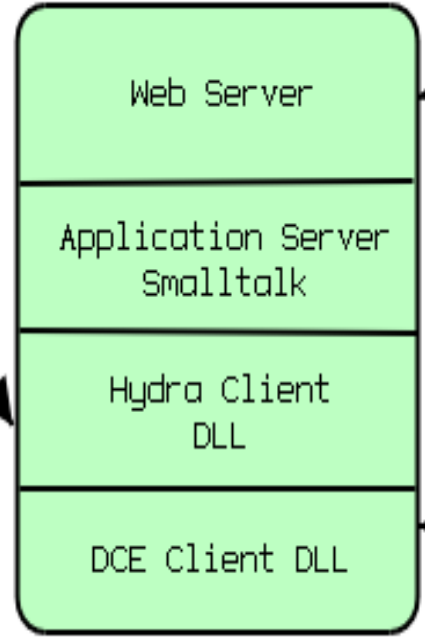 Web Server
Application Server
Smalltalk
Hydra Client
DLL
DCE Client DLL